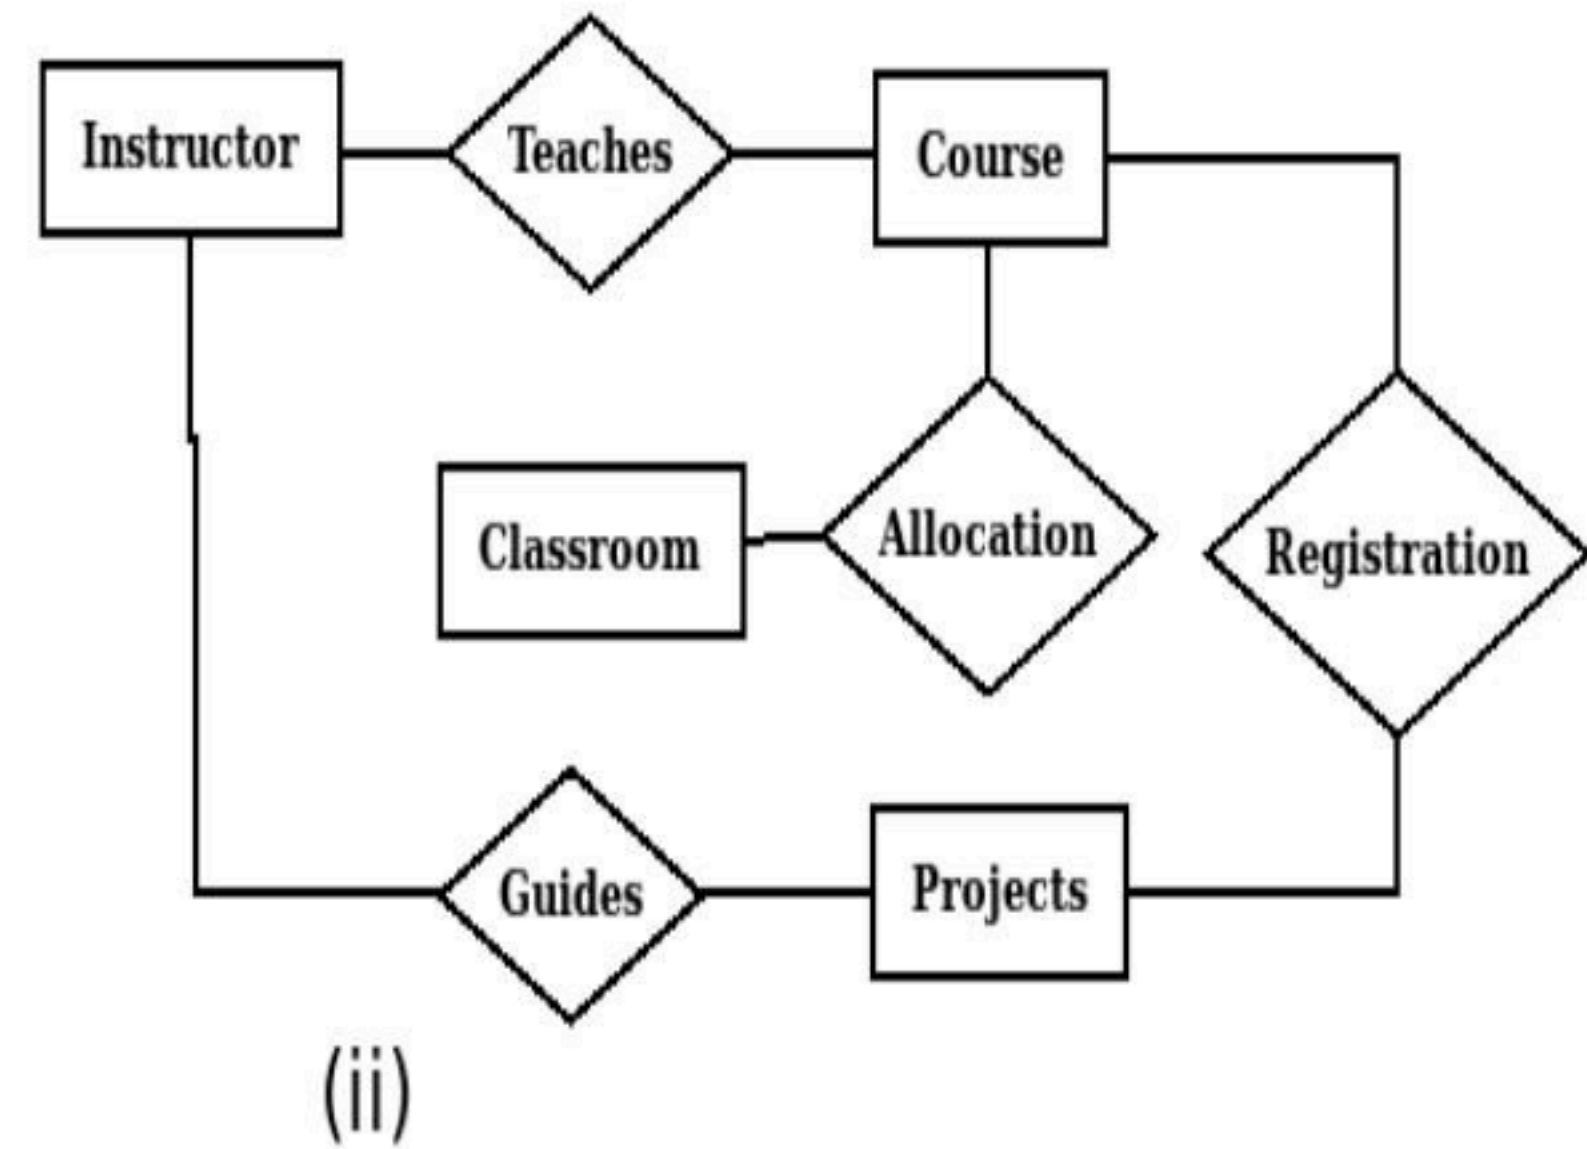 Instructor
Teaches
Course
Classroom
Allocation
Registration
Guides
Projects
(ii)